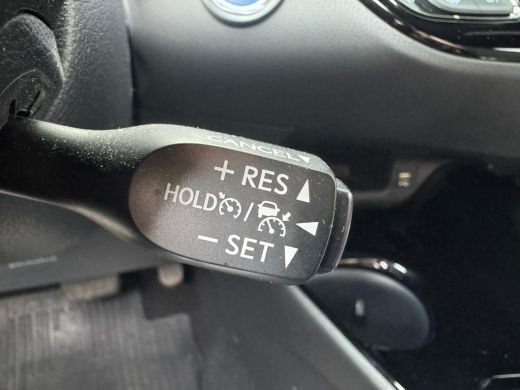 CANCEL
+ RES
HOLD /
− SET